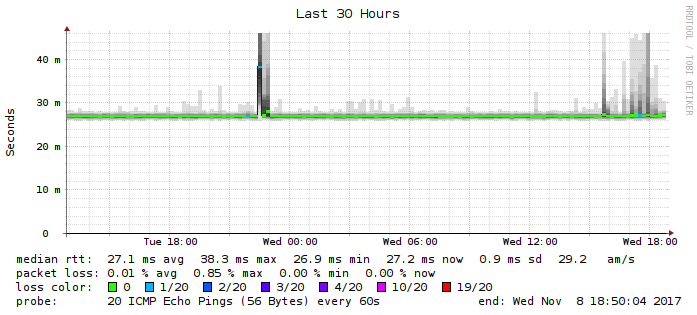 Last 30 Hours
RRDTOOL / TOBI OETIKER
Seconds
40 m
30 m
20 m
10 m
0
Tue 18:00 Wed 00:00 Wed 06:00 Wed 12:00 Wed 18:00
median rtt: 27.1 ms avg 38.3 ms max 26.9 ms min 27.2 ms now 0.9 ms sd 29.2 am/s
packet loss: 0.01 % avg 0.85 % max 0.00 % min 0.00 % now
loss color: 0 1/20 2/20 3/20 4/20 10/20 19/20
probe: 20 ICMP Echo Pings (56 Bytes) every 60s end: Wed Nov 8 18:50:04 2017